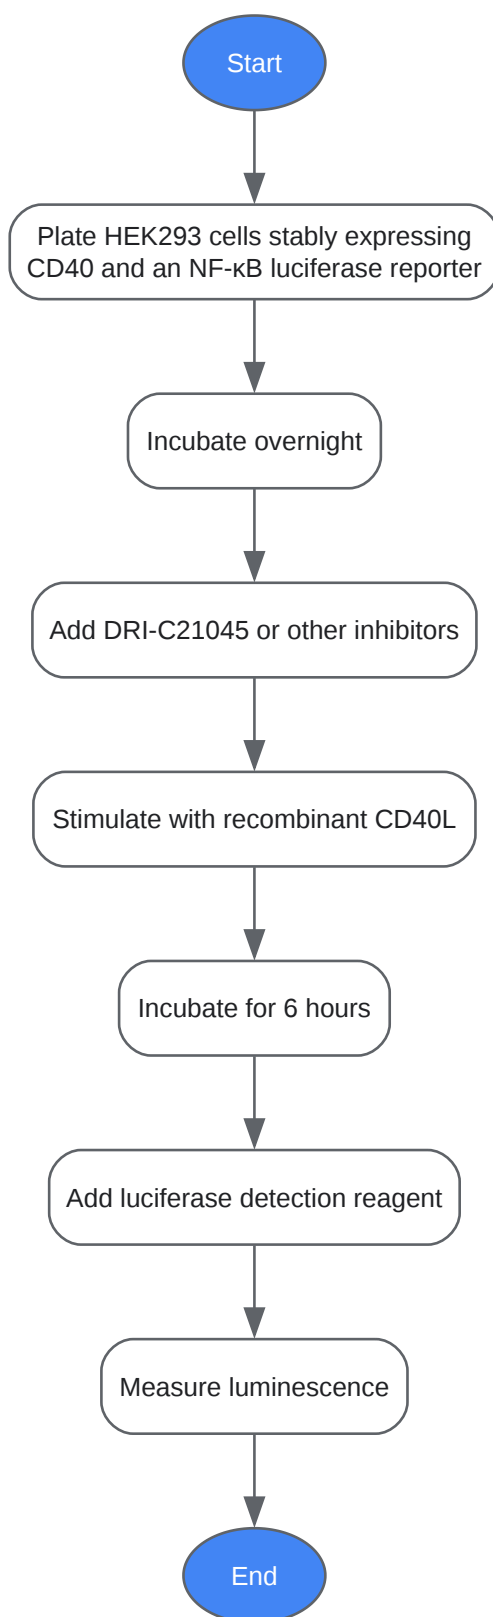 Start
Plate HEK293 cells stably expressing
CD40 and an NF-κB luciferase reporter
Incubate overnight
Add DRI-C21045 or other inhibitors
Stimulate with recombinant CD40L
Incubate for 6 hours
Add luciferase detection reagent
Measure luminescence
End